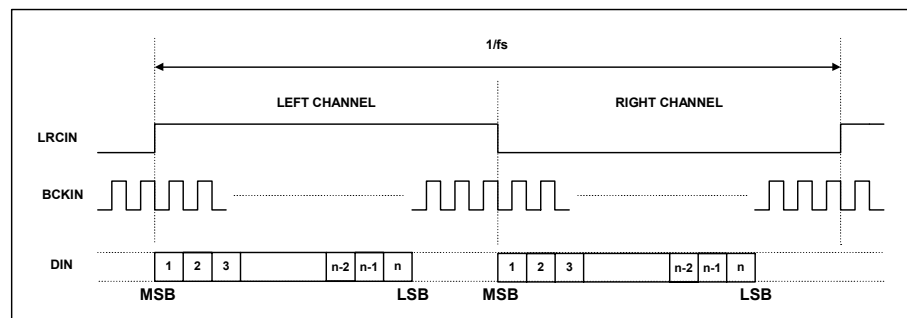 1/fs
LEFT CHANNEL RIGHT CHANNEL
LRCIN
BCKIN
DIN 1 2 3 n-2 n-1 n 1 2 3 n-2 n-1 n
MSB LSB MSB LSB